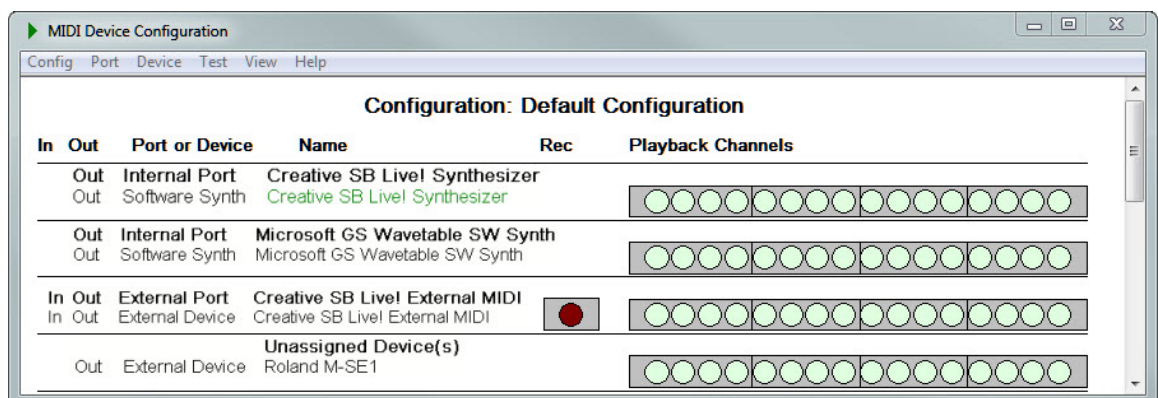 MIDI Device Configuration
Config Port Device Test View Help
Configuration: Default Configuration
In Out Port or Device Name Rec Playback Channels
Out Internal Port Creative SB Live! Synthesizer
Out Software Synth Creative SB Live! Synthesizer
Out Internal Port Microsoft GS Wavetable SW Synth
Out Software Synth Microsoft GS Wavetable SW Synth
In Out External Port Creative SB Live! External MIDI
In Out External Device Creative SB Live! External MIDI
Unassigned Device(s)
Out External Device Roland M-SE1